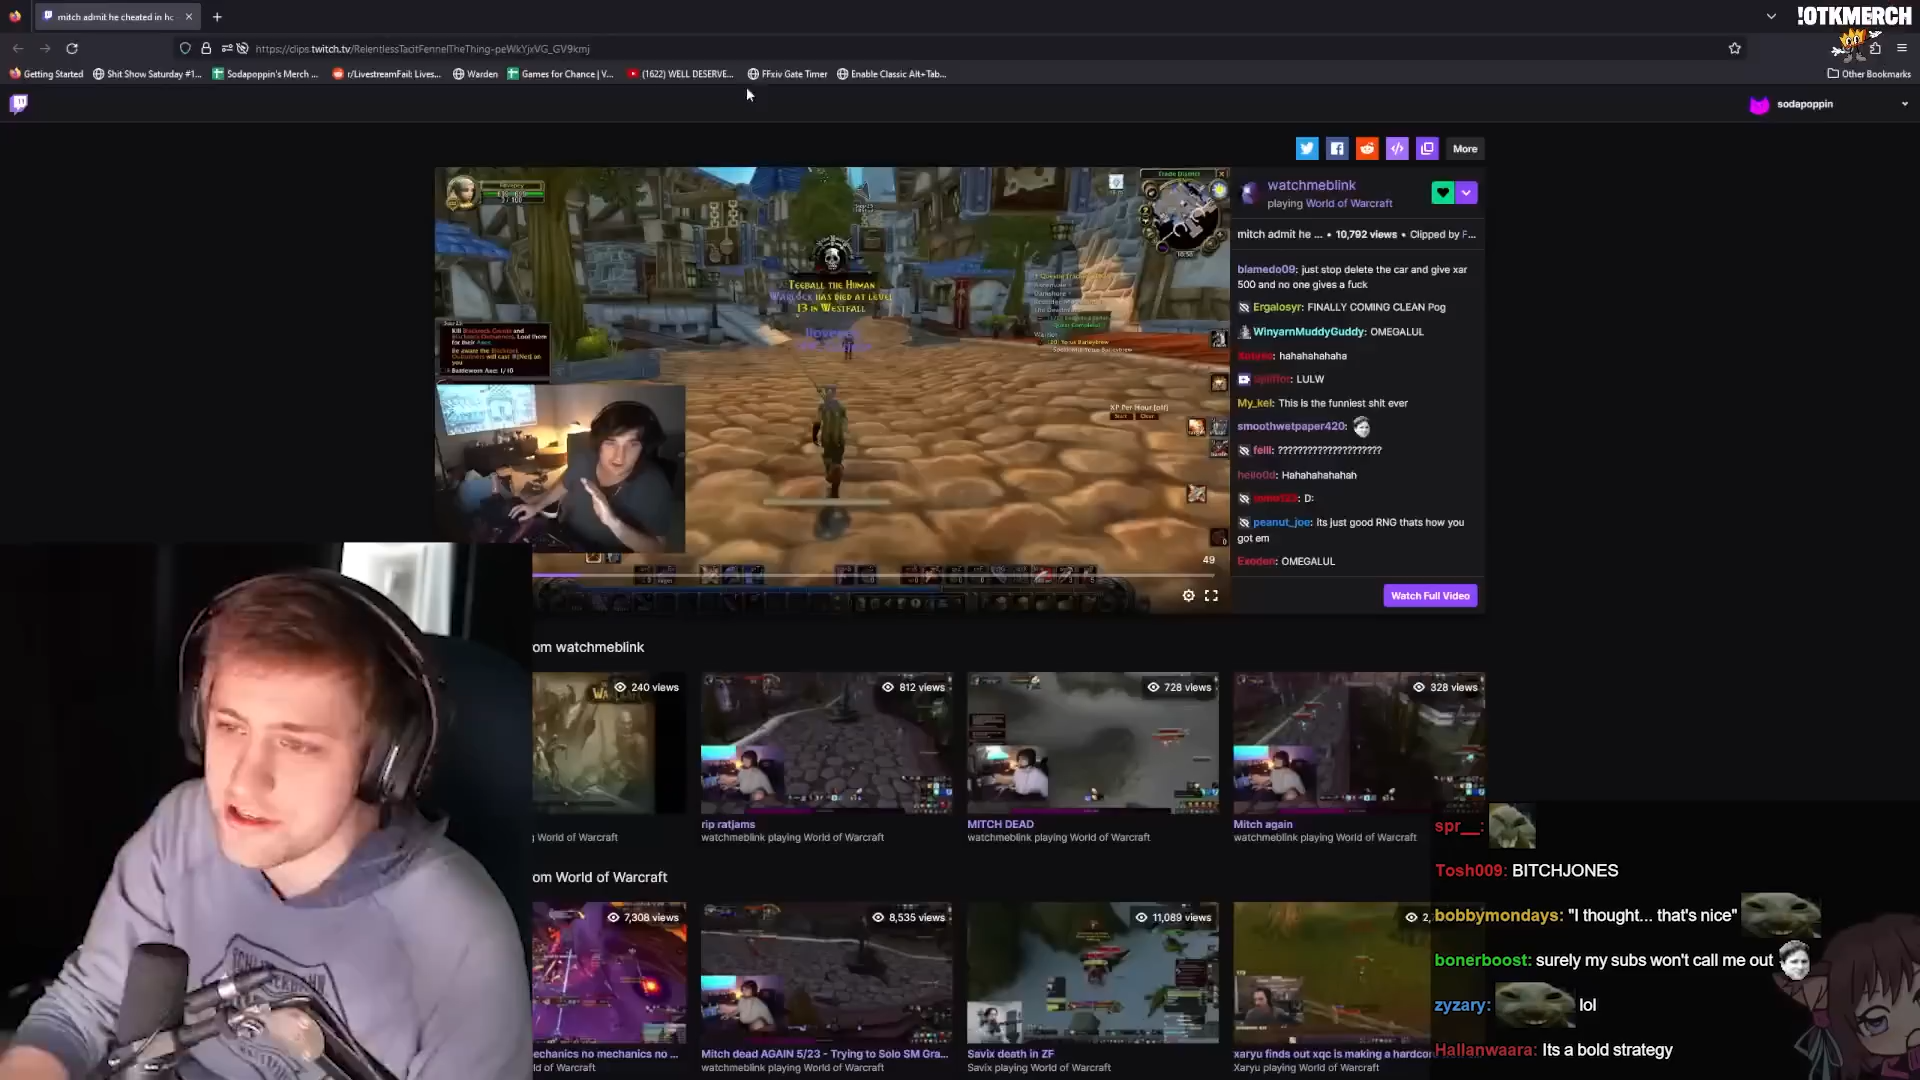 mitch admit he cheated in hc
!OTKMERCH
https://clips.twitch.tv/RelentlessTacitFennelTheThing-peWkYjxVG_GV9kmj
Getting Started
Shit Show Saturday #1...
Sodapoppin's Merch ...
r/LivestreamFail: Lives...
Warden
Games for Chance | V...
(1622) WELL DESERVE...
FFxiv Gate Timer
Enable Classic Alt+Tab...
Other Bookmarks
sodapoppin
More
watchmeblink
playing World of Warcraft
mitch admit he ... • 10,792 views • Clipped by F...
Trade District
Teeball the Human
Warlock has died at level
13 in Westfall
XP Per Hour
blamedo09: just stop delete the car and give xar
500 and no one gives a fuck
Ergalosyr: FINALLY COMING CLEAN Pog
WinyarnMuddyGuddy: OMEGALUL
hahahahahaha
LULW
My_kel: This is the funniest shit ever
smoothwetpaper420:
felli: ?????????????????????
hello0d: Hahahahahahah
D:
peanut_joe: Its just good RNG thats how you
got em
Exoden: OMEGALUL
49
Watch Full Video
om watchmeblink
240 views
812 views
728 views
328 views
rip ratjams
MITCH DEAD
Mitch again
g World of Warcraft
watchmeblink playing World of Warcraft
watchmeblink playing World of Warcraft
watchmeblink playing World of Warcraft
om World of Warcraft
7,308 views
8,535 views
11,089 views
2,
echanics no mechanics no ...
Mitch dead AGAIN 5/23 - Trying to Solo SM Gra...
Savix death in ZF
xaryu finds out xqc is making a hardcor
ld of Warcraft
watchmeblink playing World of Warcraft
Savix playing World of Warcraft
Xaryu playing World of Warcraft
spr__:
Tosh009: BITCHJONES
bobbymondays: "I thought... that's nice"
bonerboost: surely my subs won't call me out
zyzary: lol
Hallanwaara: Its a bold strategy